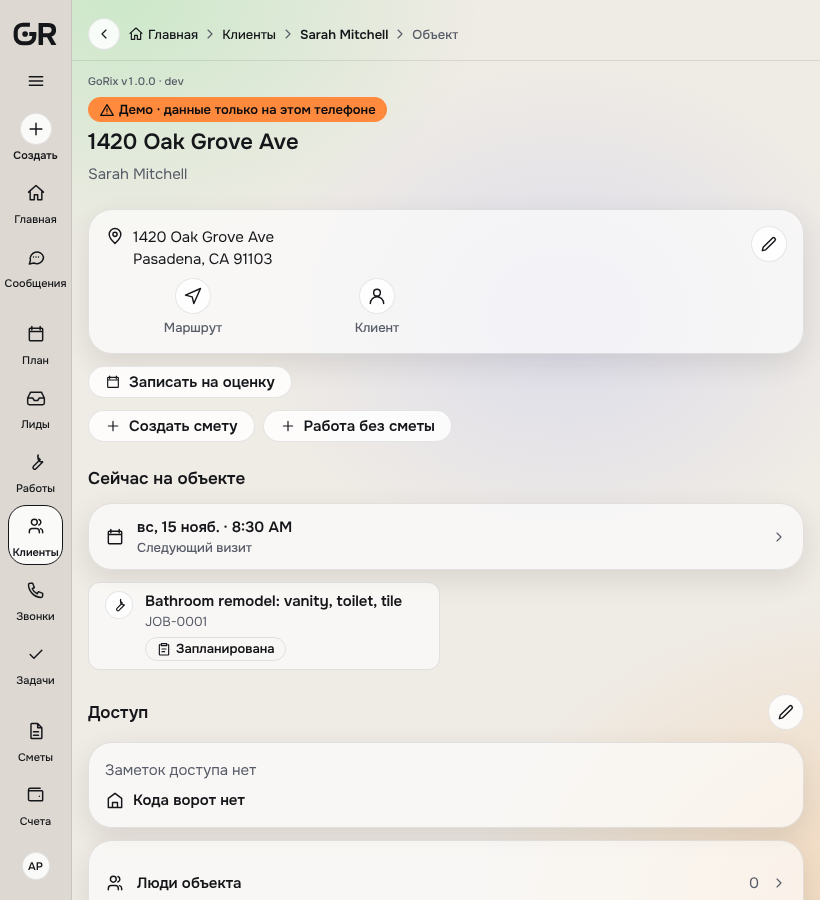 GR
Главная
Клиенты
Sarah Mitchell
Объект
GoRix v1.0.0 · dev
Демо · данные только на этом телефоне
1420 Oak Grove Ave
Sarah Mitchell
1420 Oak Grove Ave
Pasadena, CA 91103
Маршрут
Клиент
Записать на оценку
Создать смету
Работа без сметы
Сейчас на объекте
вс, 15 нояб. · 8:30 AM
Следующий визит
Bathroom remodel: vanity, toilet, tile
JOB-0001
Запланирована
Доступ
Заметок доступа нет
Кода ворот нет
Люди объекта
0
Создать
Главная
Сообщения
План
Лиды
Работы
Клиенты
Звонки
Задачи
Сметы
Счета
AP